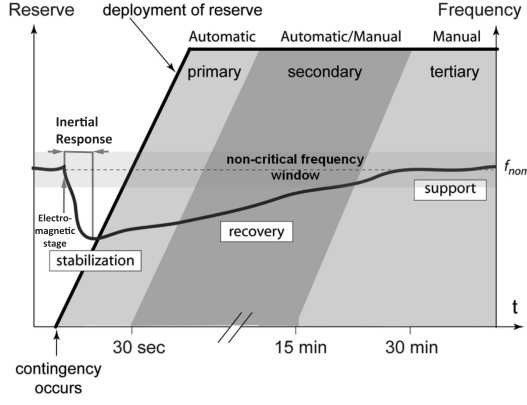 Reserve
Frequency
deployment of reserve
Automatic
Automatic/Manual
Manual
primary
secondary
tertiary
Inertial
Response
non-critical frequency
window
f_nom
support
Electro-
magnetic
stage
recovery
stabilization
t
30 sec
15 min
30 min
contingency
occurs